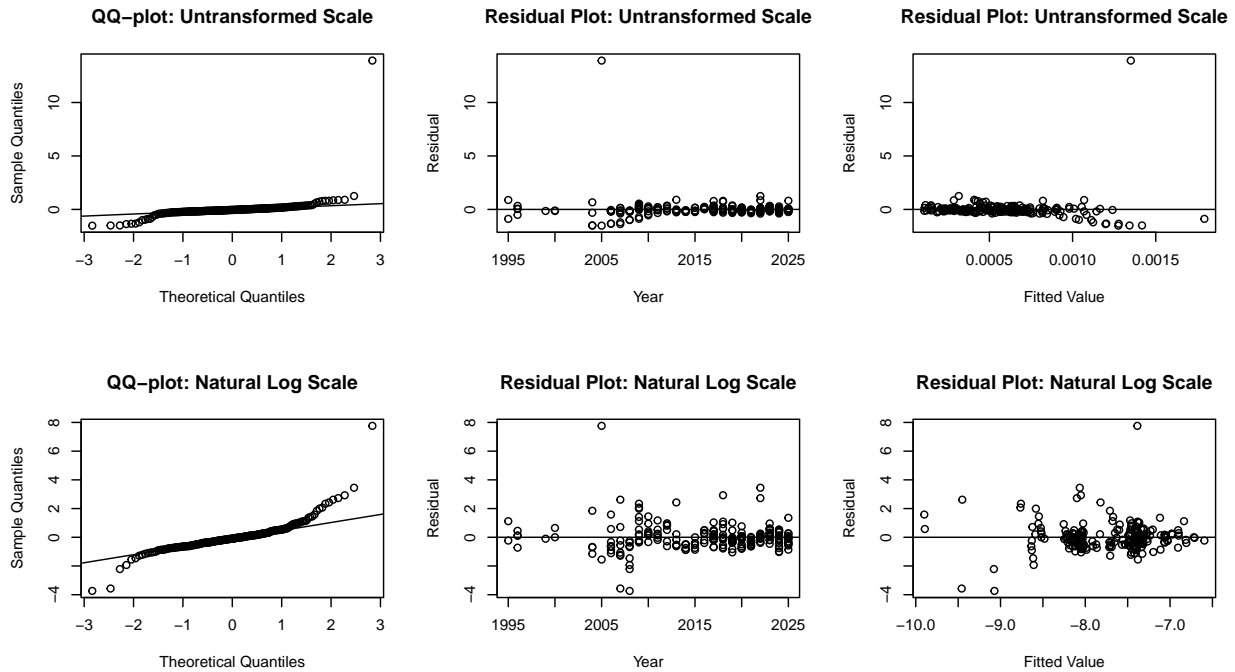 QQ−plot: Untransformed Scale
Sample Quantiles
0 5 10
−3 −2 −1 0 1 2 3
Theoretical Quantiles
Residual Plot: Untransformed Scale
Residual
0 5 10
1995 2005 2015 2025
Year
Residual Plot: Untransformed Scale
Residual
0 5 10
0.0005 0.0010 0.0015
Fitted Value
QQ−plot: Natural Log Scale
Sample Quantiles
−4 −2 0 2 4 6 8
−3 −2 −1 0 1 2 3
Theoretical Quantiles
Residual Plot: Natural Log Scale
Residual
−4 −2 0 2 4 6 8
1995 2005 2015 2025
Year
Residual Plot: Natural Log Scale
Residual
−4 −2 0 2 4 6 8
−10.0 −9.0 −8.0 −7.0
Fitted Value